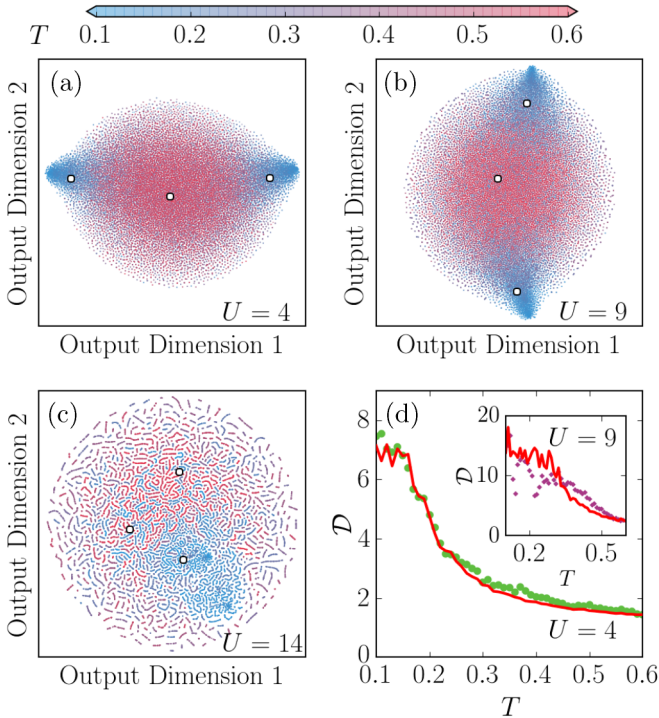 T 0.1 0.2 0.3 0.4 0.5 0.6
(a) (b)
Output Dimension 2 Output Dimension 2
U = 4 U = 9
Output Dimension 1 Output Dimension 1
(c) (d)
Output Dimension 2
U = 14
Output Dimension 1
8
6
4
2
0
𝒟
20
10
0
𝒟
U = 9
0.2 0.5
T
U = 4
0.1 0.2 0.3 0.4 0.5 0.6
T